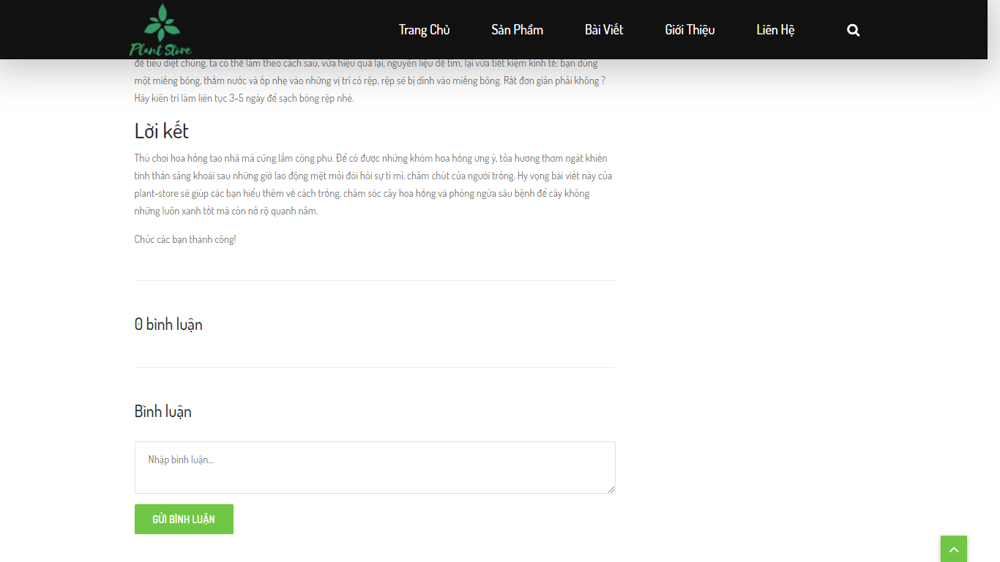 Plant Store
Trang Chủ
Sản Phẩm
Bài Viết
Giới Thiệu
Liên Hệ
để tiêu diệt chúng, ta có thể làm theo cách sau, vừa hiệu quả lại, nguyên liệu dễ tìm, lại vừa tiết kiệm kinh tế: bạn dùng
một miếng bông, thấm nước và ốp nhẹ vào những vị trí có rệp, rệp sẽ bị dính vào miếng bông. Rất đơn giản phải không ?
Hãy kiên trì làm liên tục 3-5 ngày để sạch bóng rệp nhé.
Lời kết
Thú chơi hoa hồng tao nhã mà cũng lắm công phu. Để có được những khóm hoa hồng ưng ý, tỏa hương thơm ngát khiến
tinh thần sảng khoái sau những giờ lao động mệt mỏi đòi hỏi sự tỉ mỉ, chăm chút của người trồng. Hy vọng bài viết này của
plant-store sẽ giúp các bạn hiểu thêm về cách trồng, chăm sóc cây hoa hồng và phòng ngừa sâu bệnh để cây không
những luôn xanh tốt mà còn nở rộ quanh năm.
Chúc các bạn thành công!
0 bình luận
Bình luận
Nhập bình luận...
GỬI BÌNH LUẬN